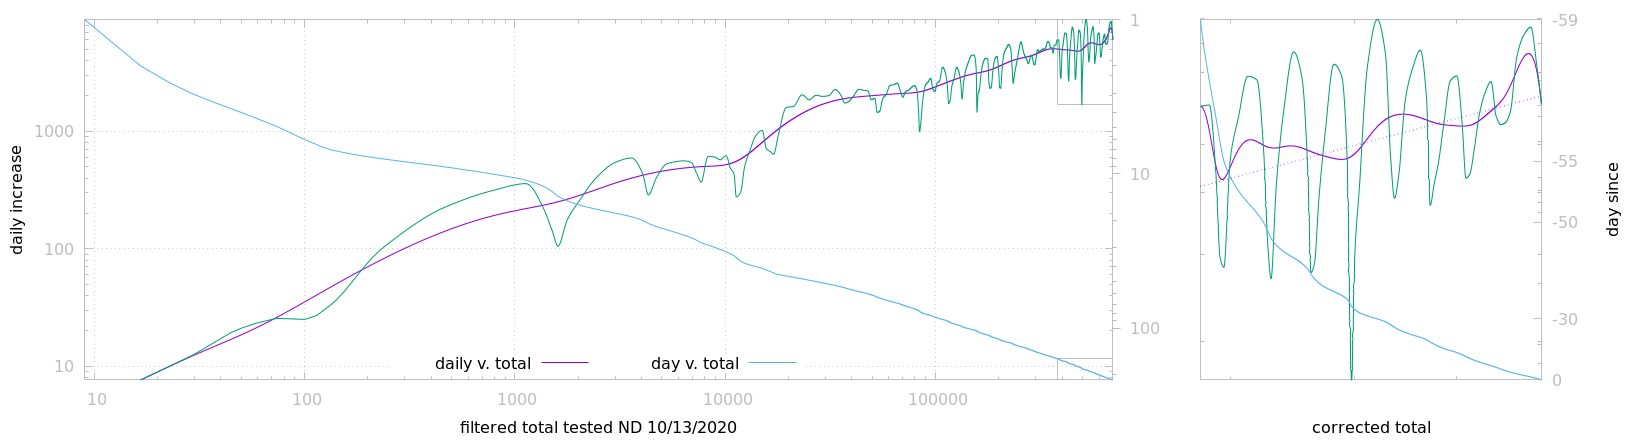 daily increase
1000
100
10
daily v. total
day v. total
10
100
1000
10000
100000
filtered total tested ND 10/13/2020
1
10
100
-59
-55
-50
-30
0
day since
corrected total